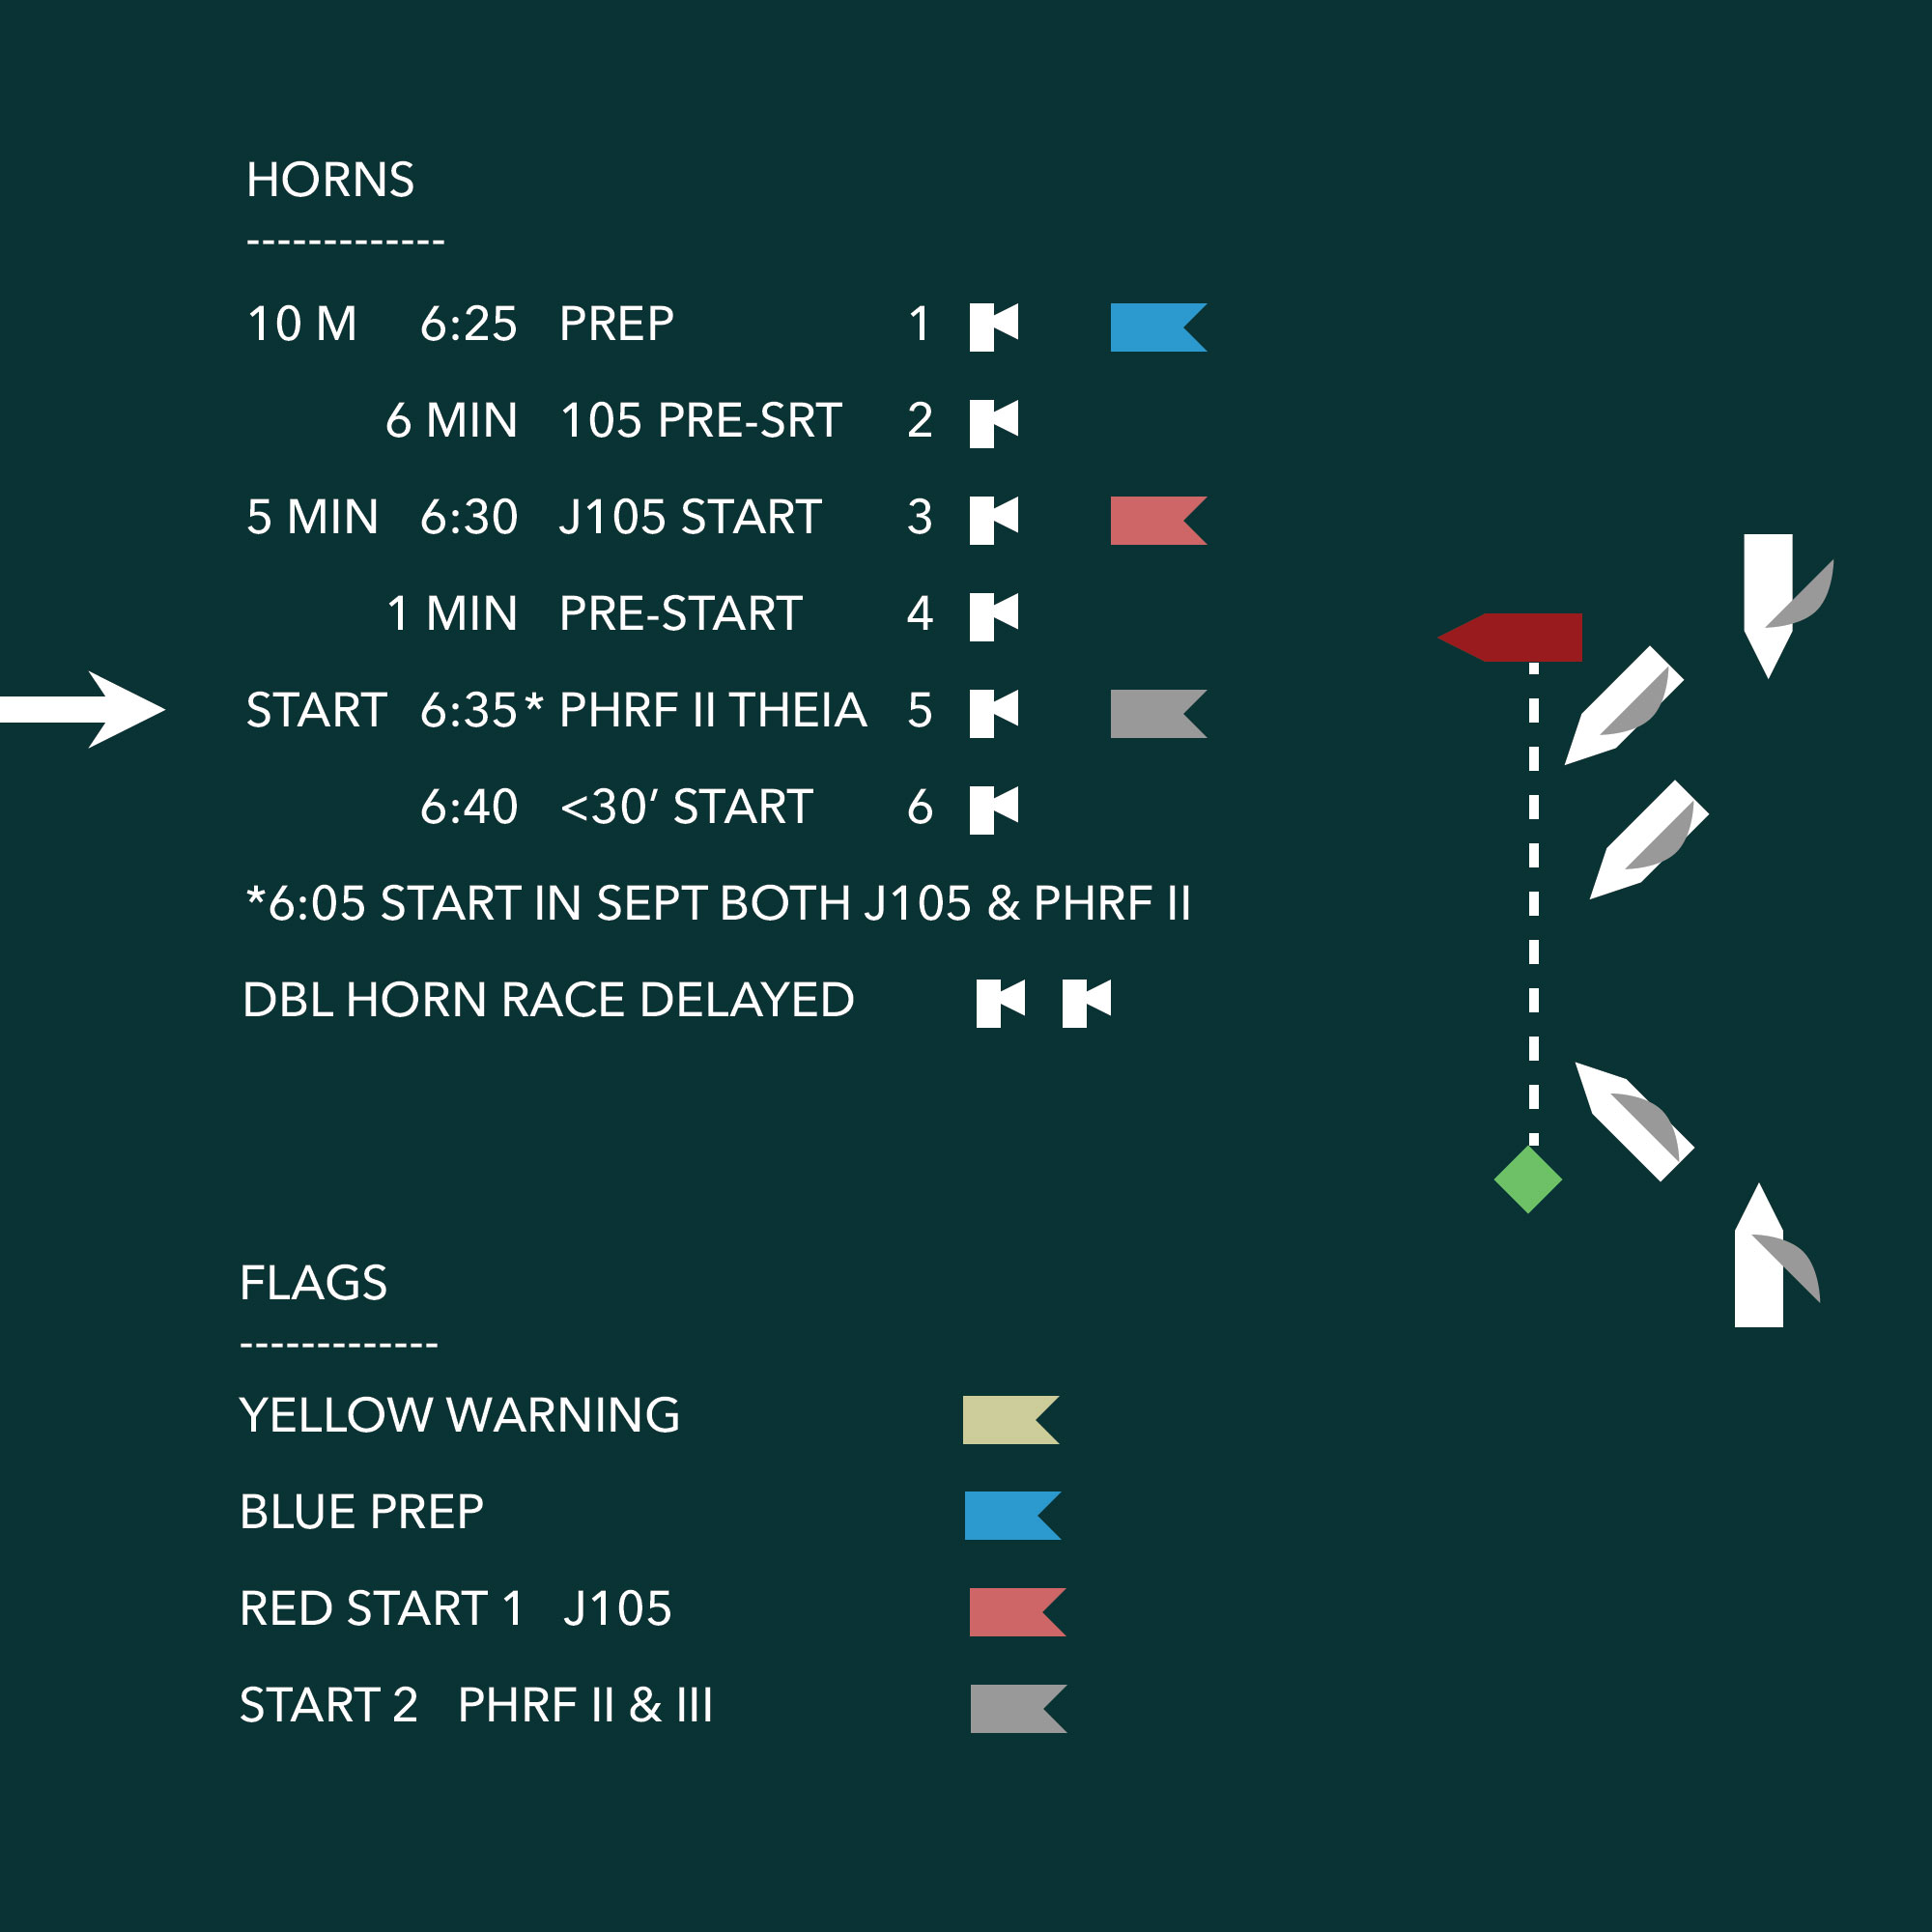 HORNS
-------------
10 M 6:25 PREP 1
6 MIN 105 PRE-SRT 2
5 MIN 6:30 J105 START 3
1 MIN PRE-START 4
START 6:35* PHRF II THEIA 5
6:40 <30’ START 6
*6:05 START IN SEPT BOTH J105 & PHRF II
DBL HORN RACE DELAYED
FLAGS
-------------
YELLOW WARNING
BLUE PREP
RED START 1 J105
START 2 PHRF II & III